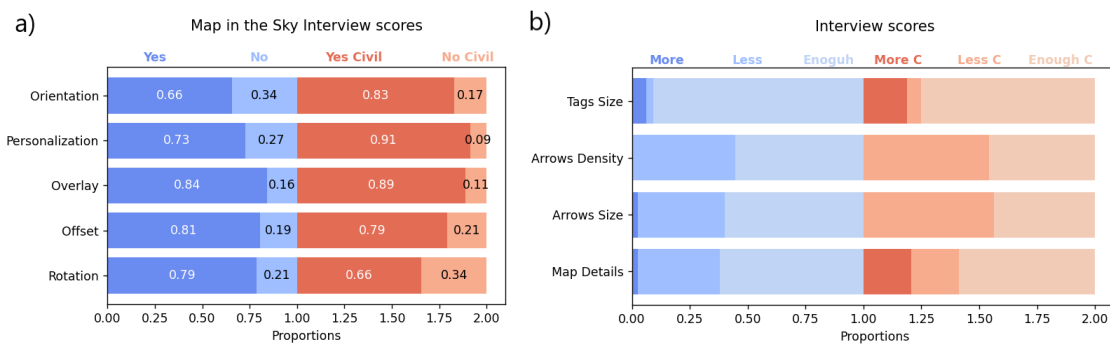 a)
Map in the Sky Interview scores
Yes No Yes Civil No Civil
Orientation 0.66 0.34 0.83 0.17
Personalization 0.73 0.27 0.91 0.09
Overlay 0.84 0.16 0.89 0.11
Offset 0.81 0.19 0.79 0.21
Rotation 0.79 0.21 0.66 0.34
0.00 0.25 0.50 0.75 1.00 1.25 1.50 1.75 2.00
Proportions
b)
Interview scores
More Less Enoguh More C Less C Enough C
Tags Size
Arrows Density
Arrows Size
Map Details
0.00 0.25 0.50 0.75 1.00 1.25 1.50 1.75 2.00
Proportions